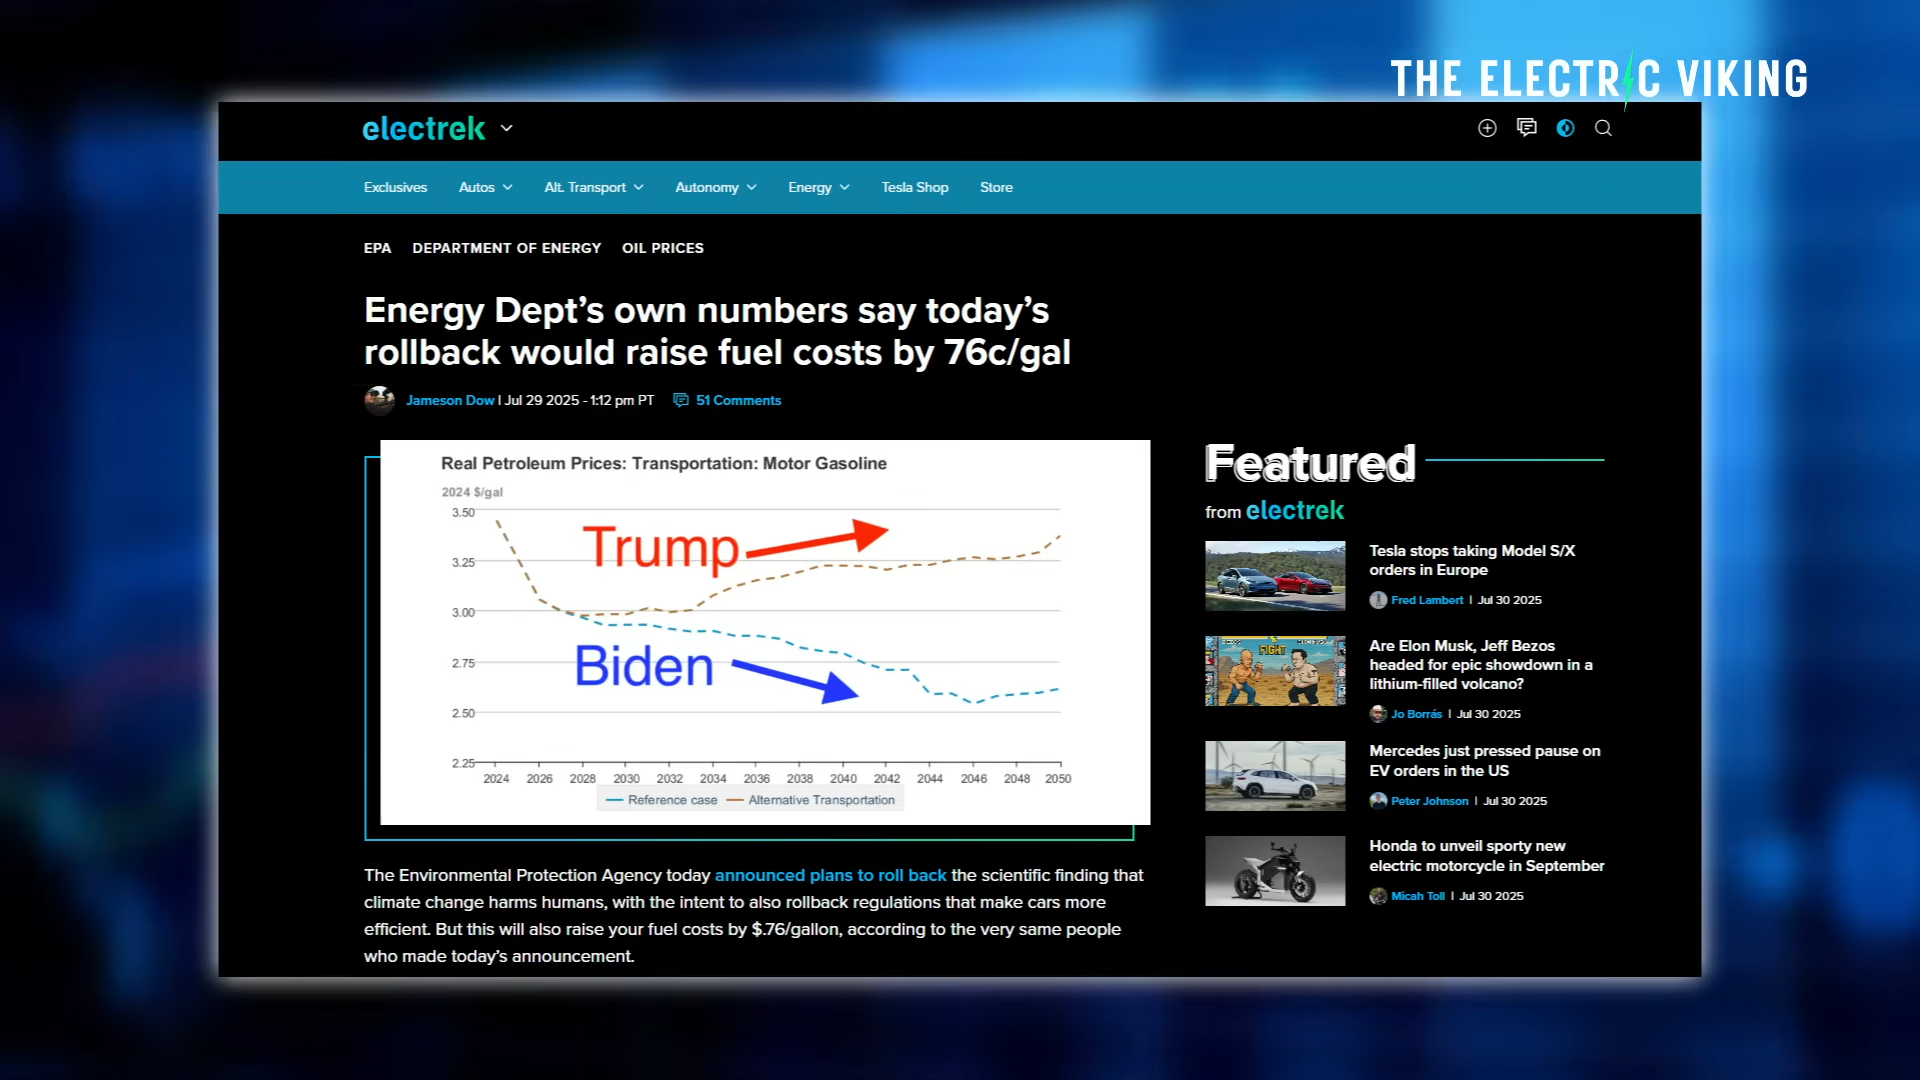 THE ELECTRIC VIKING
electrek
Exclusives Autos Alt. Transport Autonomy Energy Tesla Shop Store
EPA DEPARTMENT OF ENERGY OIL PRICES
Energy Dept's own numbers say today's
rollback would raise fuel costs by 76c/gal
Jameson Dow | Jul 29 2025 - 1:12 pm PT 51 Comments
Real Petroleum Prices: Transportation: Motor Gasoline
2024 $/gal
3.50
3.25
3.00
2.75
2.50
2.25
Trump
Biden
2024 2026 2028 2030 2032 2034 2036 2038 2040 2042 2044 2046 2048 2050
Reference case Alternative Transportation
The Environmental Protection Agency today announced plans to roll back the scientific finding that
climate change harms humans, with the intent to also rollback regulations that make cars more
efficient. But this will also raise your fuel costs by $.76/gallon, according to the very same people
who made today's announcement.
Featured
from electrek
Tesla stops taking Model S/X
orders in Europe
Fred Lambert | Jul 30 2025
FIGHT
Are Elon Musk, Jeff Bezos
headed for epic showdown in a
lithium-filled volcano?
Jo Borrás | Jul 30 2025
Mercedes just pressed pause on
EV orders in the US
Peter Johnson | Jul 30 2025
Honda to unveil sporty new
electric motorcycle in September
Micah Toll | Jul 30 2025